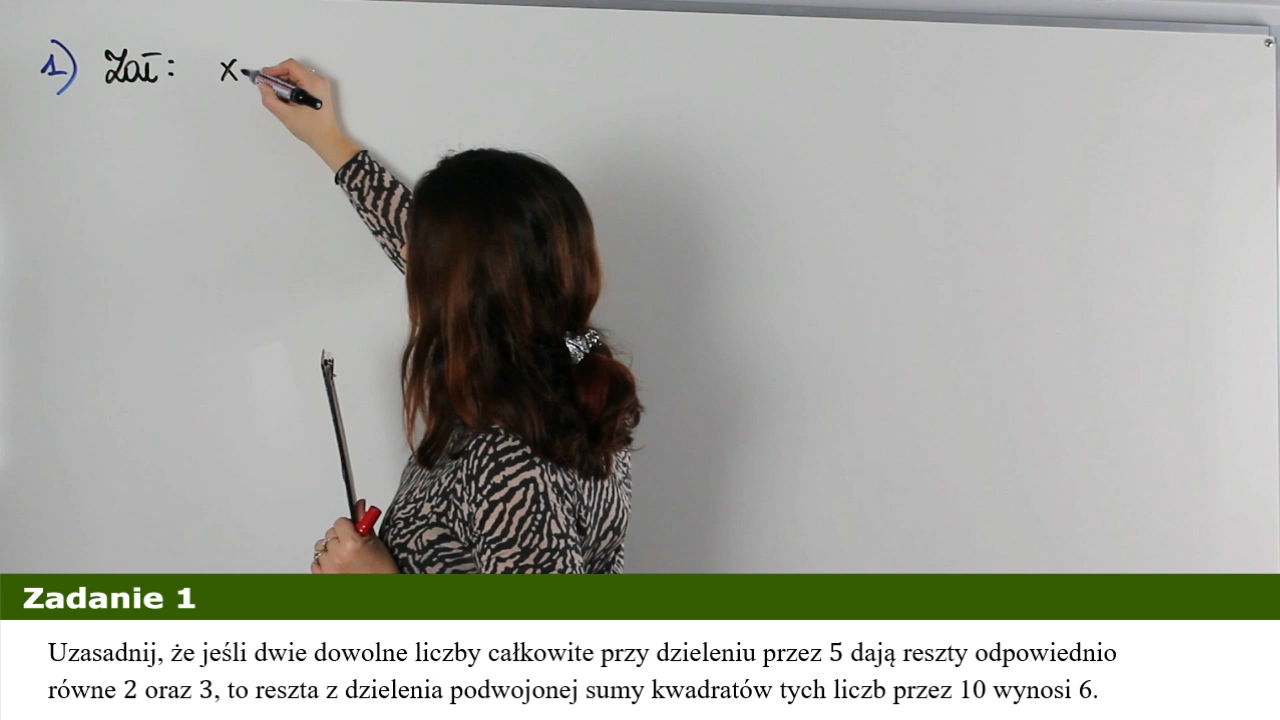 1) Zał: x
Zadanie 1
Uzasadnij, że jeśli dwie dowolne liczby całkowite przy dzieleniu przez 5 dają reszty odpowiednio
równe 2 oraz 3, to reszta z dzielenia podwojonej sumy kwadratów tych liczb przez 10 wynosi 6.